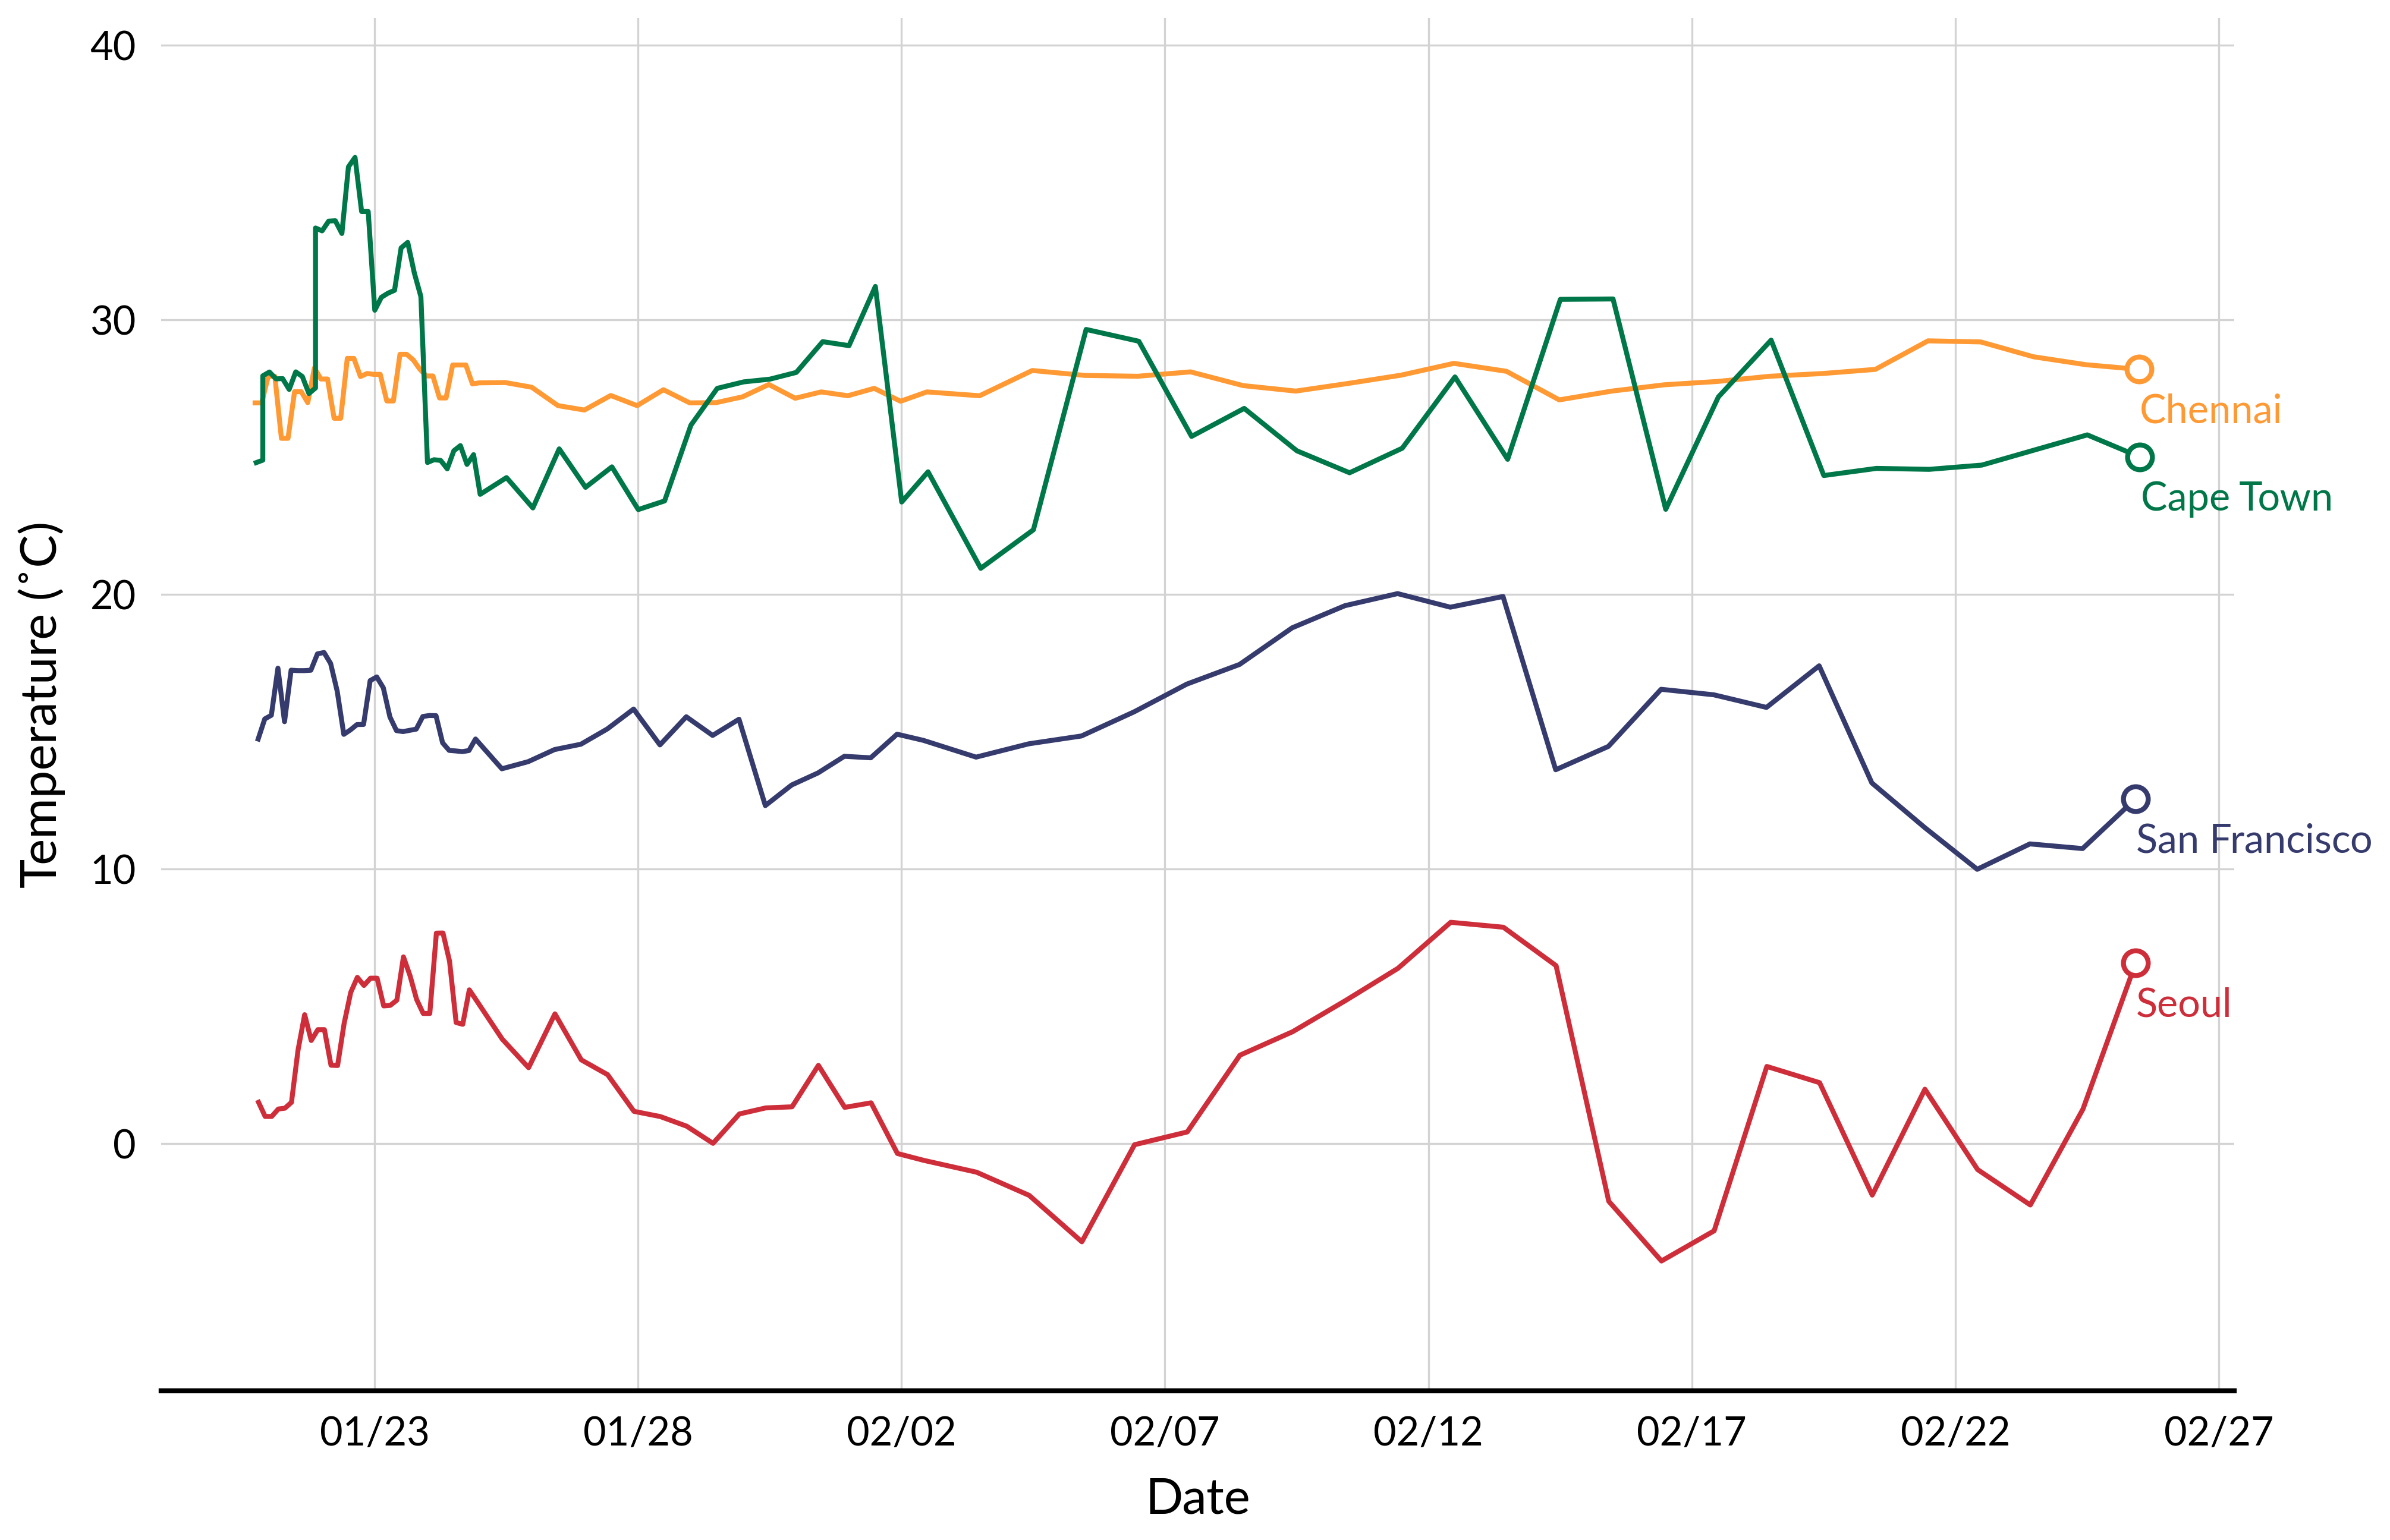 40
30
20
10
0
Temperature (°C)
Chennai
Cape Town
San Francisco
Seoul
01/23 01/28 02/02 02/07 02/12 02/17 02/22 02/27
Date